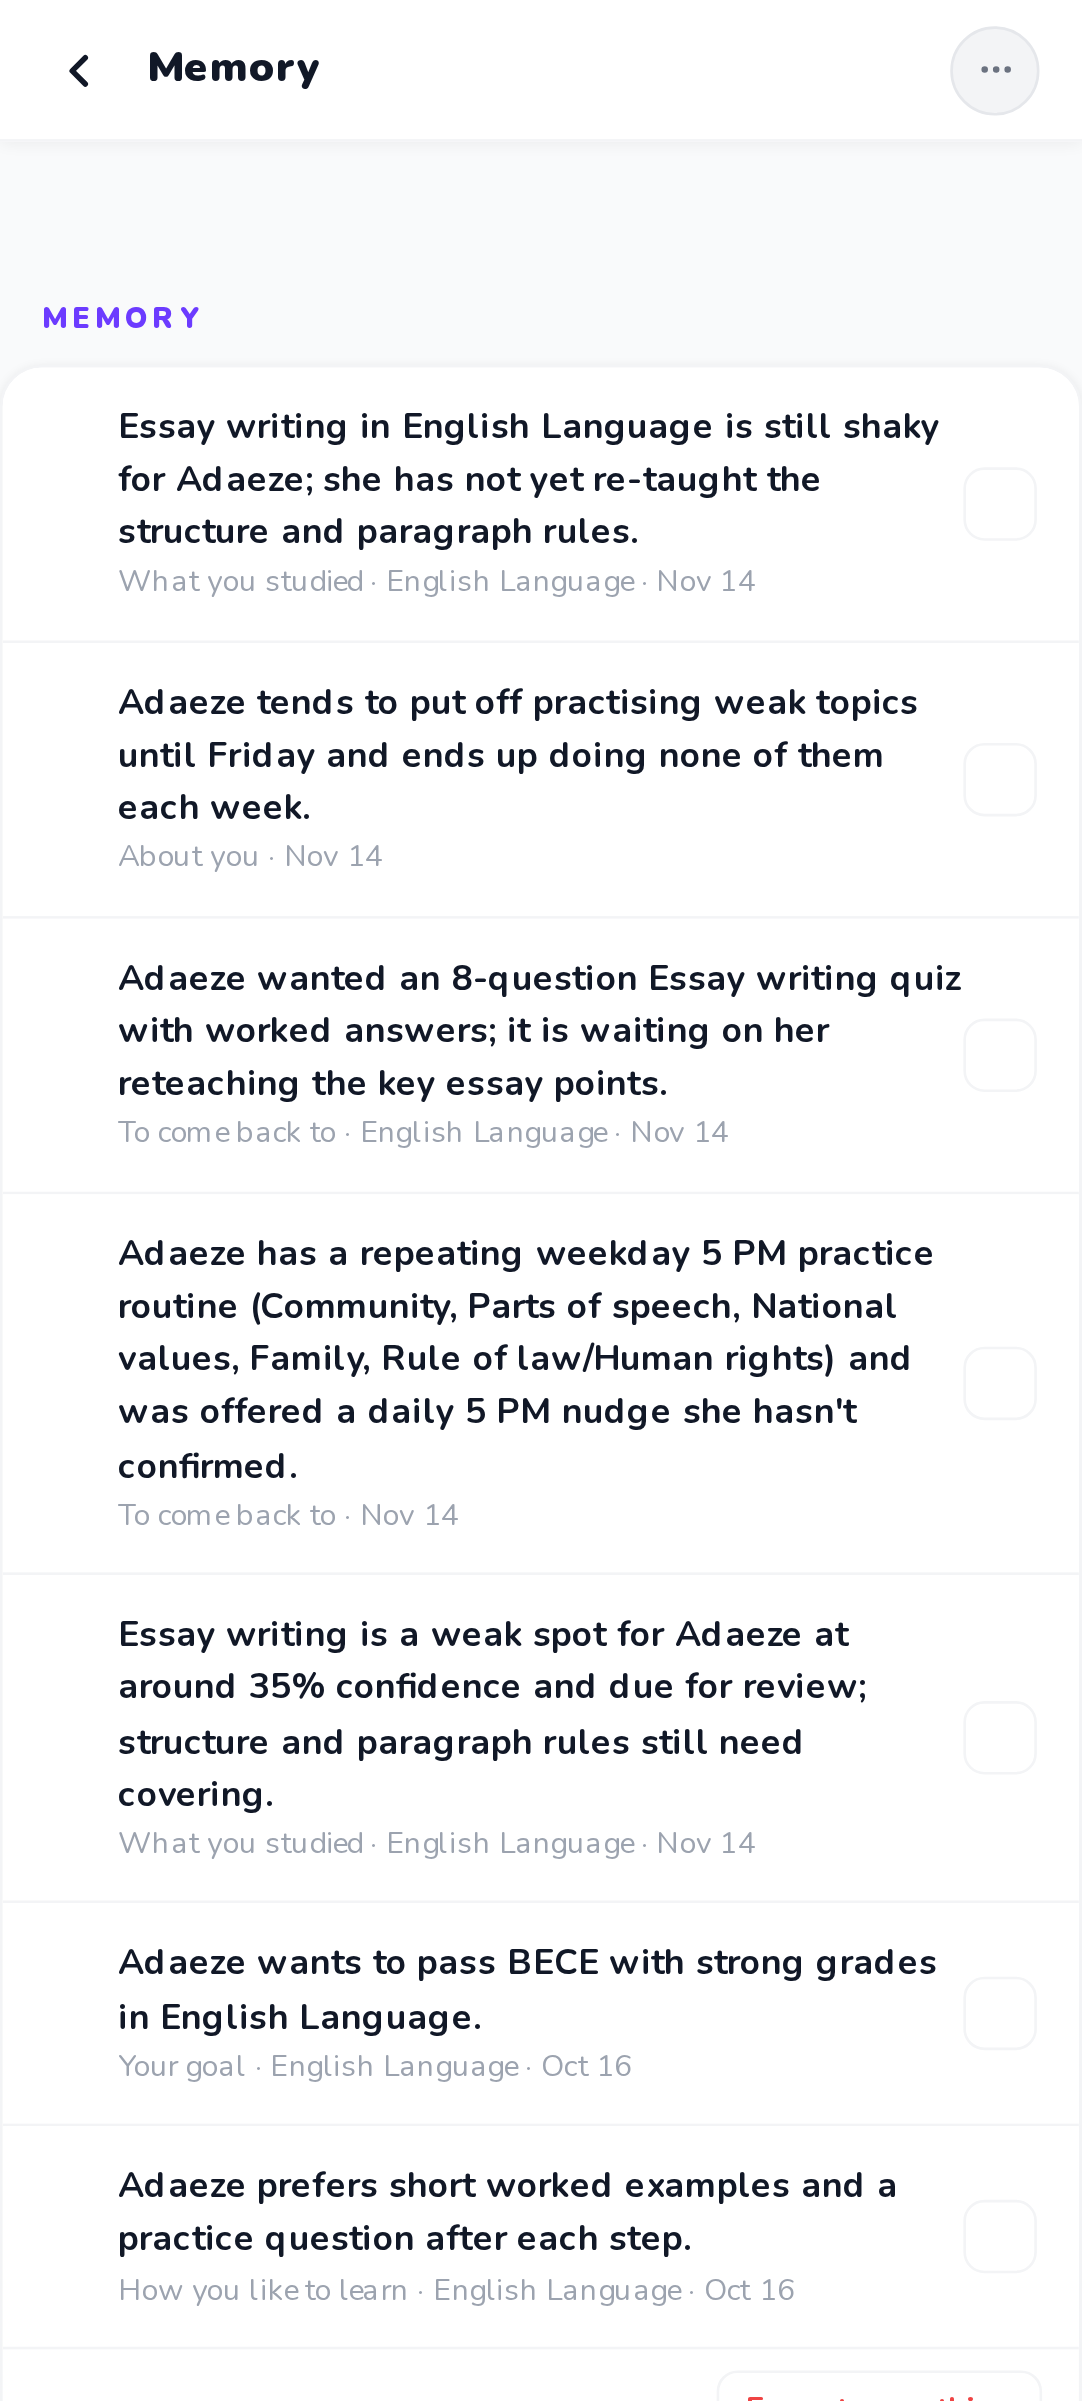 Memory
MEMORY
Essay writing in English Language is still shaky
for Adaeze; she has not yet re-taught the
structure and paragraph rules.
What you studied · English Language · Nov 14
Adaeze tends to put off practising weak topics
until Friday and ends up doing none of them
each week.
About you · Nov 14
Adaeze wanted an 8-question Essay writing quiz
with worked answers; it is waiting on her
reteaching the key essay points.
To come back to · English Language · Nov 14
Adaeze has a repeating weekday 5 PM practice
routine (Community, Parts of speech, National
values, Family, Rule of law/Human rights) and
was offered a daily 5 PM nudge she hasn't
confirmed.
To come back to · Nov 14
Essay writing is a weak spot for Adaeze at
around 35% confidence and due for review;
structure and paragraph rules still need
covering.
What you studied · English Language · Nov 14
Adaeze wants to pass BECE with strong grades
in English Language.
Your goal · English Language · Oct 16
Adaeze prefers short worked examples and a
practice question after each step.
How you like to learn · English Language · Oct 16